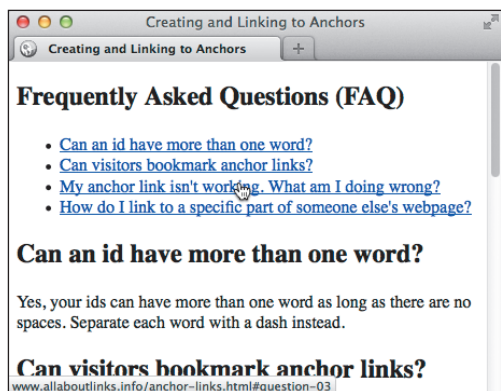 Creating and Linking to Anchors
Creating and Linking to Anchors
Frequently Asked Questions (FAQ)
Can an id have more than one word?
Can visitors bookmark anchor links?
My anchor link isn't working. What am I doing wrong?
How do I link to a specific part of someone else's webpage?
Can an id have more than one word?
Yes, your ids can have more than one word as long as there are no
spaces. Separate each word with a dash instead.
Can visitors bookmark anchor links?
www.allaboutlinks.info/anchor-links.html#question-03